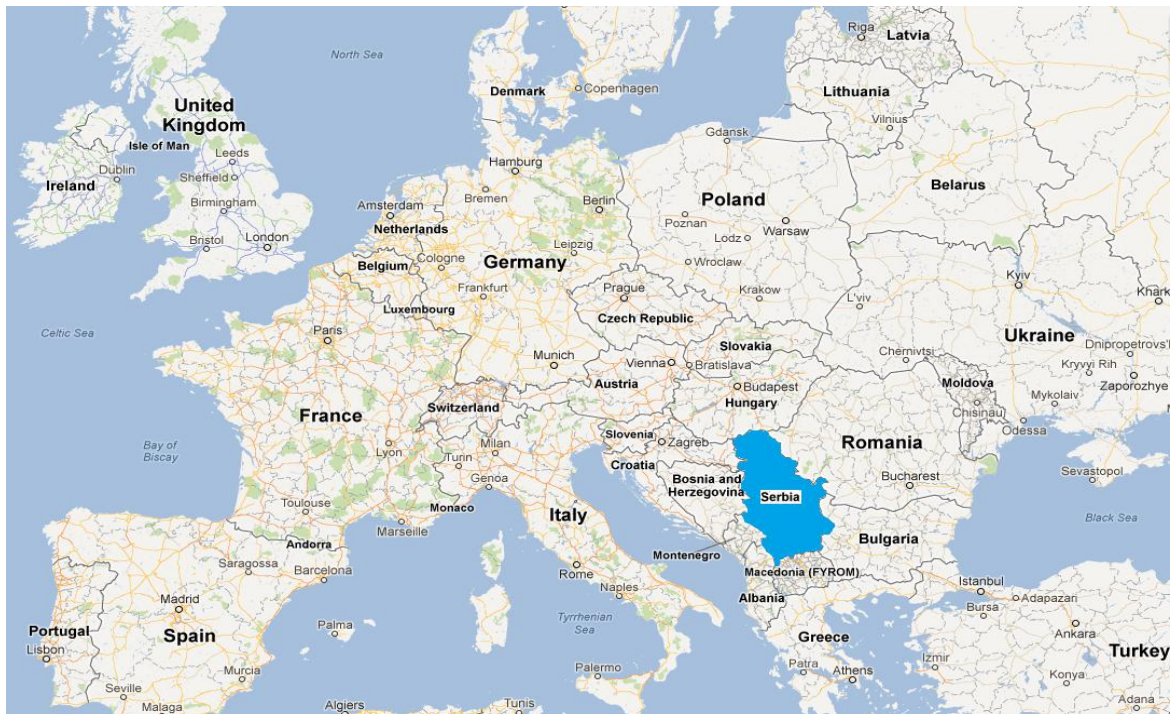 North Sea
Riga
Latvia
Denmark
Copenhagen
Lithuania
Vilnius
United
Kingdom
Isle of Man
Leeds
Dublin
Sheffield
Ireland
Birmingham
Bristol
London
Gdansk
Hamburg
Bremen
Berlin
Amsterdam
Netherlands
Poland
Poznan
Warsaw
Lodz
Belarus
Belgium
Cologne
Germany
Leipzig
Wroclaw
Frankfurt
Luxembourg
Prague
Krakow
L'viv
Kyiv
Khark
Czech Republic
Celtic Sea
Paris
Ukraine
Slovakia
Munich
Vienna
Bratislava
Chernivtsi
Dnipropetrovs'
Kryvyi Rih
Austria
Budapest
Hungary
Moldova
Chisinau
Zaporozhye
Mykolaiv
Switzerland
France
Slovenia
Zagreb
Romania
Odessa
Bay of
Biscay
Lyon
Milan
Turin
Croatia
Genoa
Bosnia and
Herzegovina
Serbia
Bucharest
Sevastopol
Toulouse
Monaco
Marseille
Italy
Black Sea
Andorra
Bulgaria
Montenegro
Saragossa
Barcelona
Rome
Macedonia (FYROM)
Naples
Albania
Istanbul
Adapazari
Bursa
Madrid
Palma
Tyrrhenian
Sea
Portugal
Spain
Lisbon
Greece
Ankara
Turkey
Murcia
Palermo
Patra
Athens
Izmir
Konya
Seville
Malaga
Algiers
Tunis
Adana